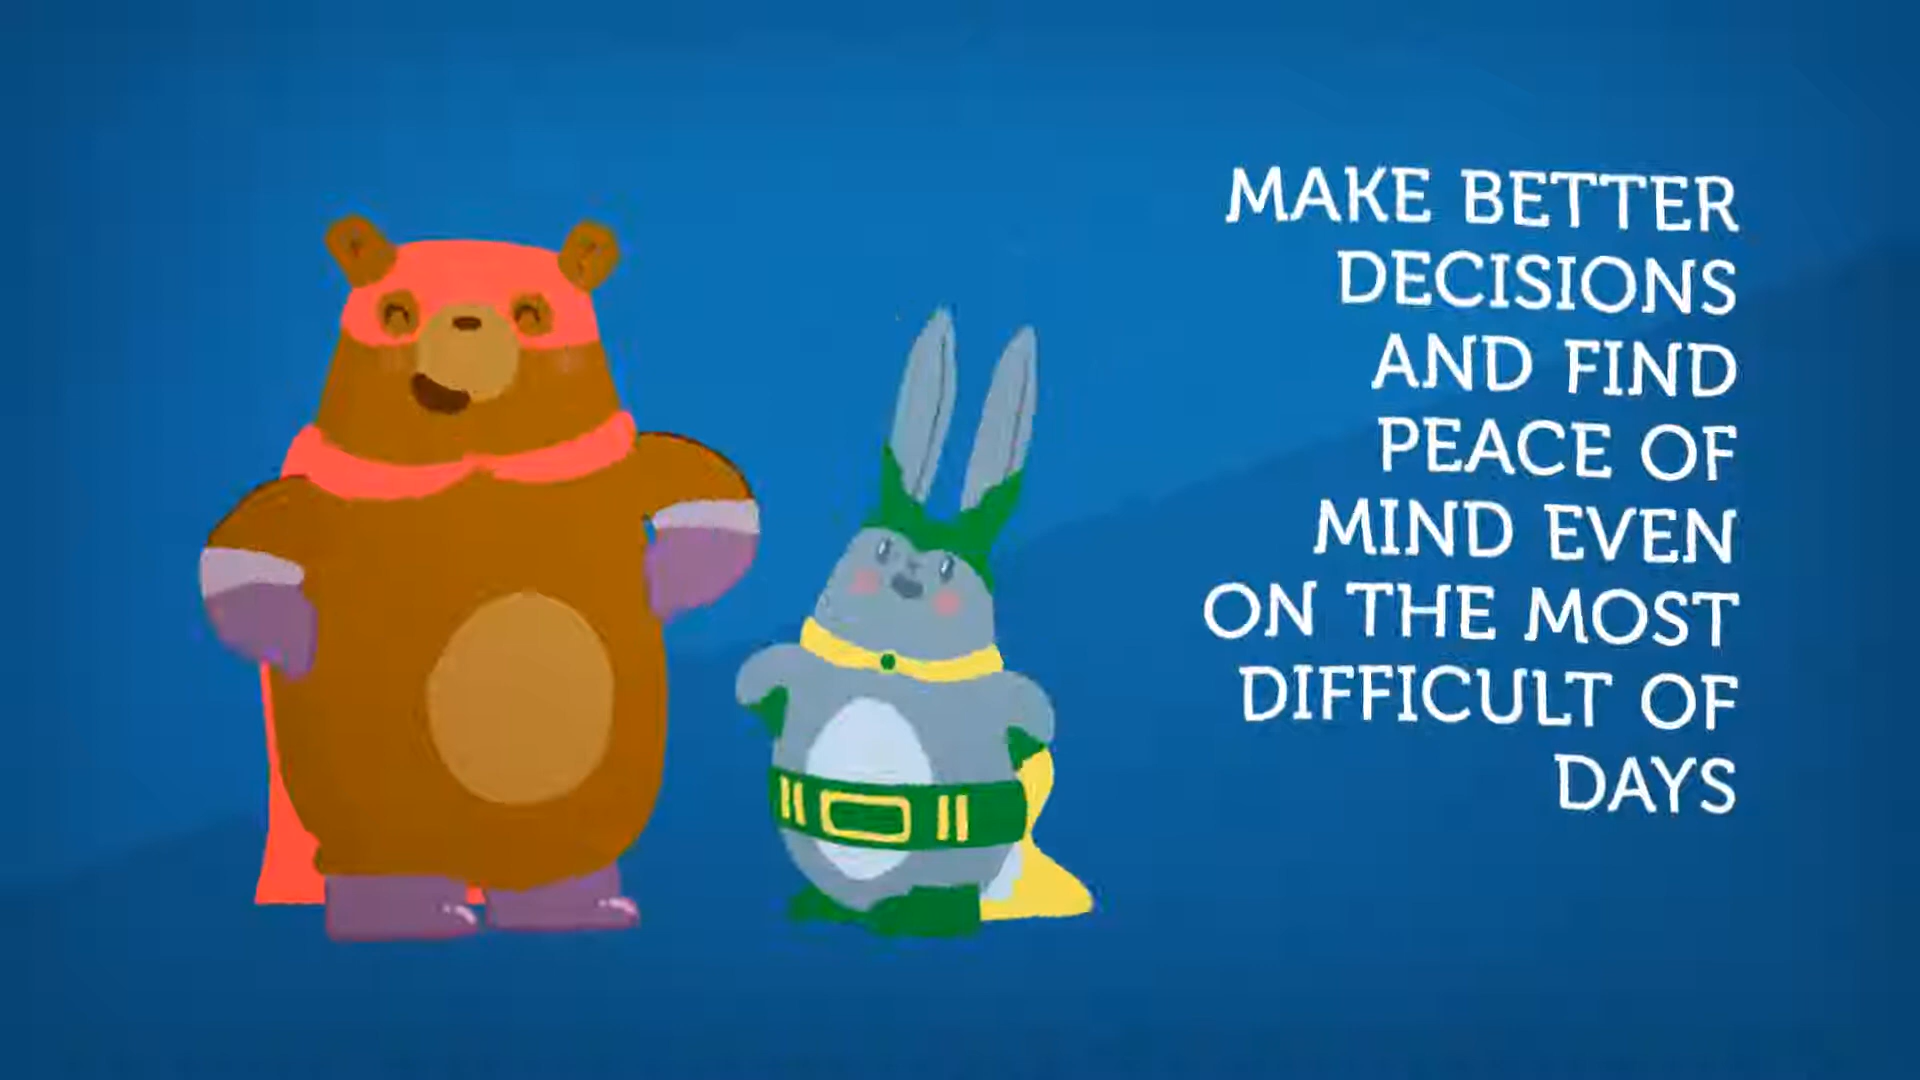 MAKE BETTER
DECISIONS
AND FIND
PEACE OF
MIND EVEN
ON THE MOST
DIFFICULT OF
DAYS